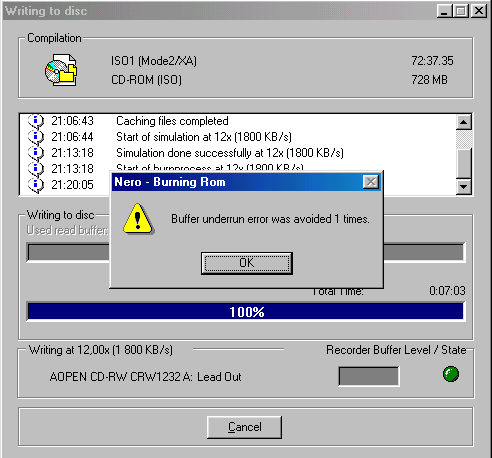 Writing to disc
Compilation
ISO1 (Mode2/XA) 72:37.35
CD-ROM (ISO) 728 MB
21:06:43 Caching files completed
21:06:44 Start of simulation at 12x (1800 KB/s)
21:13:18 Simulation done successfully at 12x (1800 KB/s)
21:13:18 Start of burnprocess at 12x (1800 KB/s)
21:20:05
Nero - Burning Rom
Buffer underrun error was avoided 1 times.
OK
Writing to disc
Used read buffer:
Total Time: 0:07:03
100%
Writing at 12,00x (1 800 KB/s) Recorder Buffer Level / State
AOPEN CD-RW CRW1232 A: Lead Out
Cancel